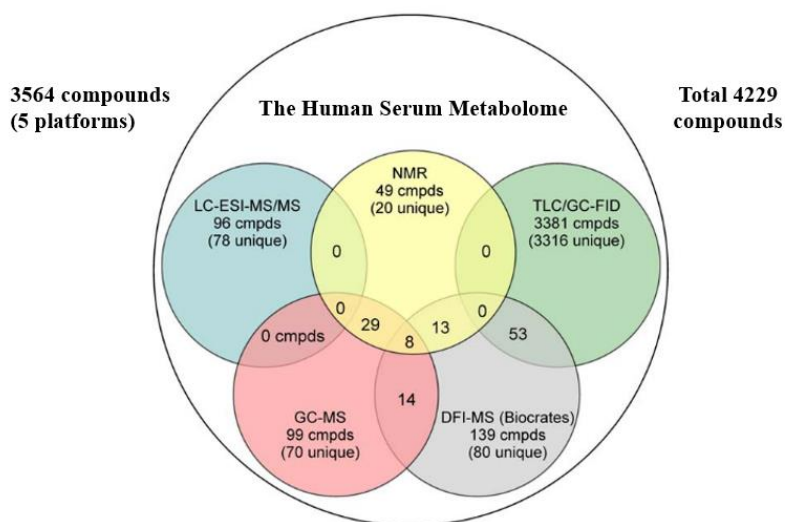 3564 compounds
(5 platforms)
The Human Serum Metabolome
Total 4229
compounds
NMR
49 cmpds
(20 unique)
LC-ESI-MS/MS
96 cmpds
(78 unique)
TLC/GC-FID
3381 cmpds
(3316 unique)
0
0
0
29
8
13
0
0 cmpds
53
14
GC-MS
99 cmpds
(70 unique)
DFI-MS (Biocrates)
139 cmpds
(80 unique)